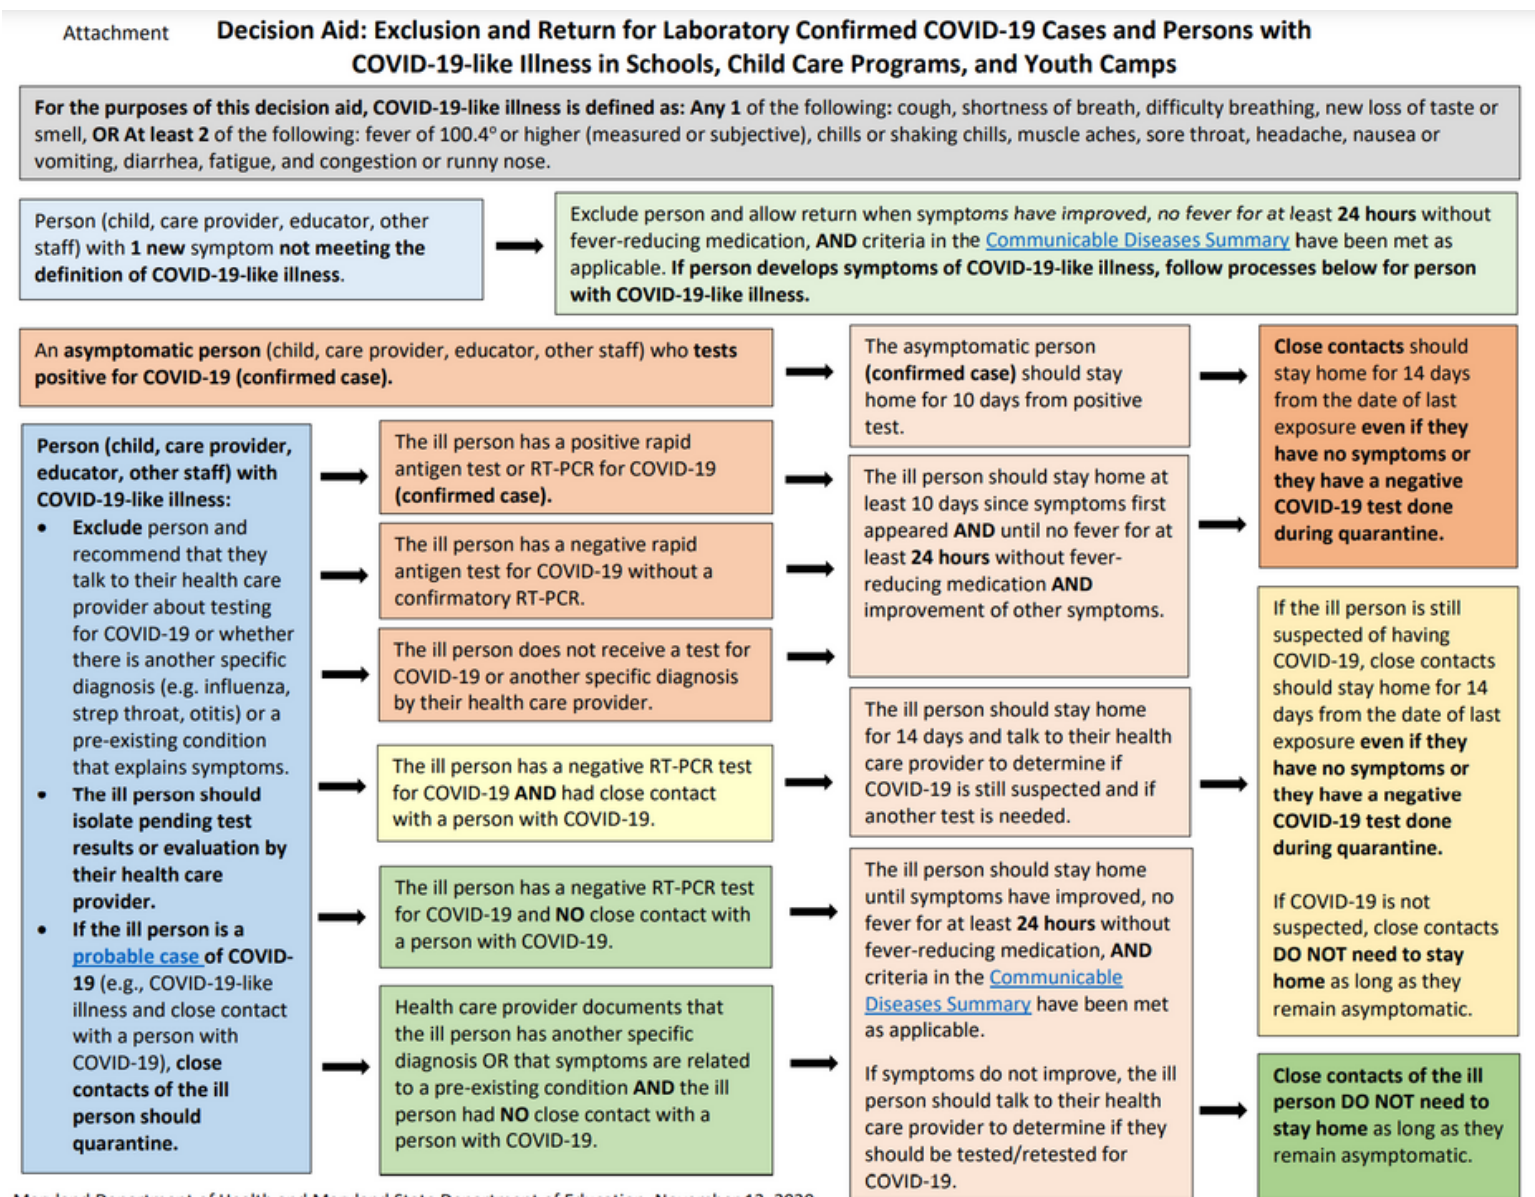 Attachment
Decision Aid: Exclusion and Return for Laboratory Confirmed COVID-19 Cases and Persons with
COVID-19-like Illness in Schools, Child Care Programs, and Youth Camps
For the purposes of this decision aid, COVID-19-like illness is defined as: Any 1 of the following: cough, shortness of breath, difficulty breathing, new loss of taste or
smell, OR At least 2 of the following: fever of 100.4° or higher (measured or subjective), chills or shaking chills, muscle aches, sore throat, headache, nausea or
vomiting, diarrhea, fatigue, and congestion or runny nose.
Person (child, care provider, educator, other
staff) with 1 new symptom not meeting the
definition of COVID-19-like illness.
Exclude person and allow return when symptoms have improved, no fever for at least 24 hours without
fever-reducing medication, AND criteria in the Communicable Diseases Summary have been met as
applicable. If person develops symptoms of COVID-19-like illness, follow processes below for person
with COVID-19-like illness.
An asymptomatic person (child, care provider, educator, other staff) who tests
positive for COVID-19 (confirmed case).
The asymptomatic person
(confirmed case) should stay
home for 10 days from positive
test.
Close contacts should
stay home for 14 days
from the date of last
exposure even if they
have no symptoms or
they have a negative
COVID-19 test done
during quarantine.
Person (child, care provider,
educator, other staff) with
COVID-19-like illness:
• Exclude person and
recommend that they
talk to their health care
provider about testing
for COVID-19 or whether
there is another specific
diagnosis (e.g. influenza,
strep throat, otitis) or a
pre-existing condition
that explains symptoms.
• The ill person should
isolate pending test
results or evaluation by
their health care
provider.
• If the ill person is a
probable case of COVID-
19 (e.g., COVID-19-like
illness and close contact
with a person with
COVID-19), close
contacts of the ill
person should
quarantine.
The ill person has a positive rapid
antigen test or RT-PCR for COVID-19
(confirmed case).
The ill person has a negative rapid
antigen test for COVID-19 without a
confirmatory RT-PCR.
The ill person does not receive a test for
COVID-19 or another specific diagnosis
by their health care provider.
The ill person should stay home at
least 10 days since symptoms first
appeared AND until no fever for at
least 24 hours without fever-
reducing medication AND
improvement of other symptoms.
The ill person has a negative RT-PCR test
for COVID-19 AND had close contact
with a person with COVID-19.
The ill person should stay home
for 14 days and talk to their health
care provider to determine if
COVID-19 is still suspected and if
another test is needed.
If the ill person is still
suspected of having
COVID-19, close contacts
should stay home for 14
days from the date of last
exposure even if they
have no symptoms or
they have a negative
COVID-19 test done
during quarantine.
If COVID-19 is not
suspected, close contacts
DO NOT need to stay
home as long as they
remain asymptomatic.
The ill person has a negative RT-PCR test
for COVID-19 and NO close contact with
a person with COVID-19.
Health care provider documents that
the ill person has another specific
diagnosis OR that symptoms are related
to a pre-existing condition AND the ill
person had NO close contact with a
person with COVID-19.
The ill person should stay home
until symptoms have improved, no
fever for at least 24 hours without
fever-reducing medication, AND
criteria in the Communicable
Diseases Summary have been met
as applicable.
If symptoms do not improve, the ill
person should talk to their health
care provider to determine if they
should be tested/retested for
COVID-19.
Close contacts of the ill
person DO NOT need to
stay home as long as they
remain asymptomatic.
Maryland Department of Health and Maryland State Department of Education, November 12, 2020